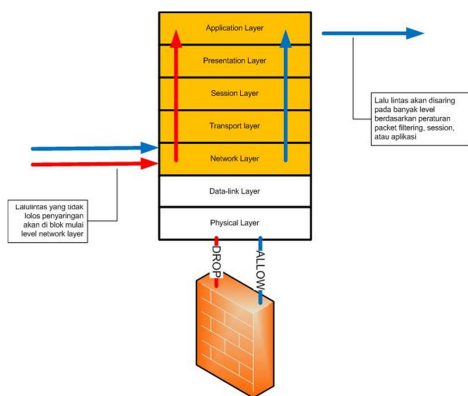 Application Layer
Presentation Layer
Session Layer
Transport layer
Network Layer
Data-link Layer
Physical Layer
Lalu lintas akan disaring
pada banyak level
berdasarkan peraturan
packet filtering, session,
atau aplikasi
Lalulintas yang tidak
lolos penyaringan
akan di blok mulai
level network layer
DROP
ALLOW